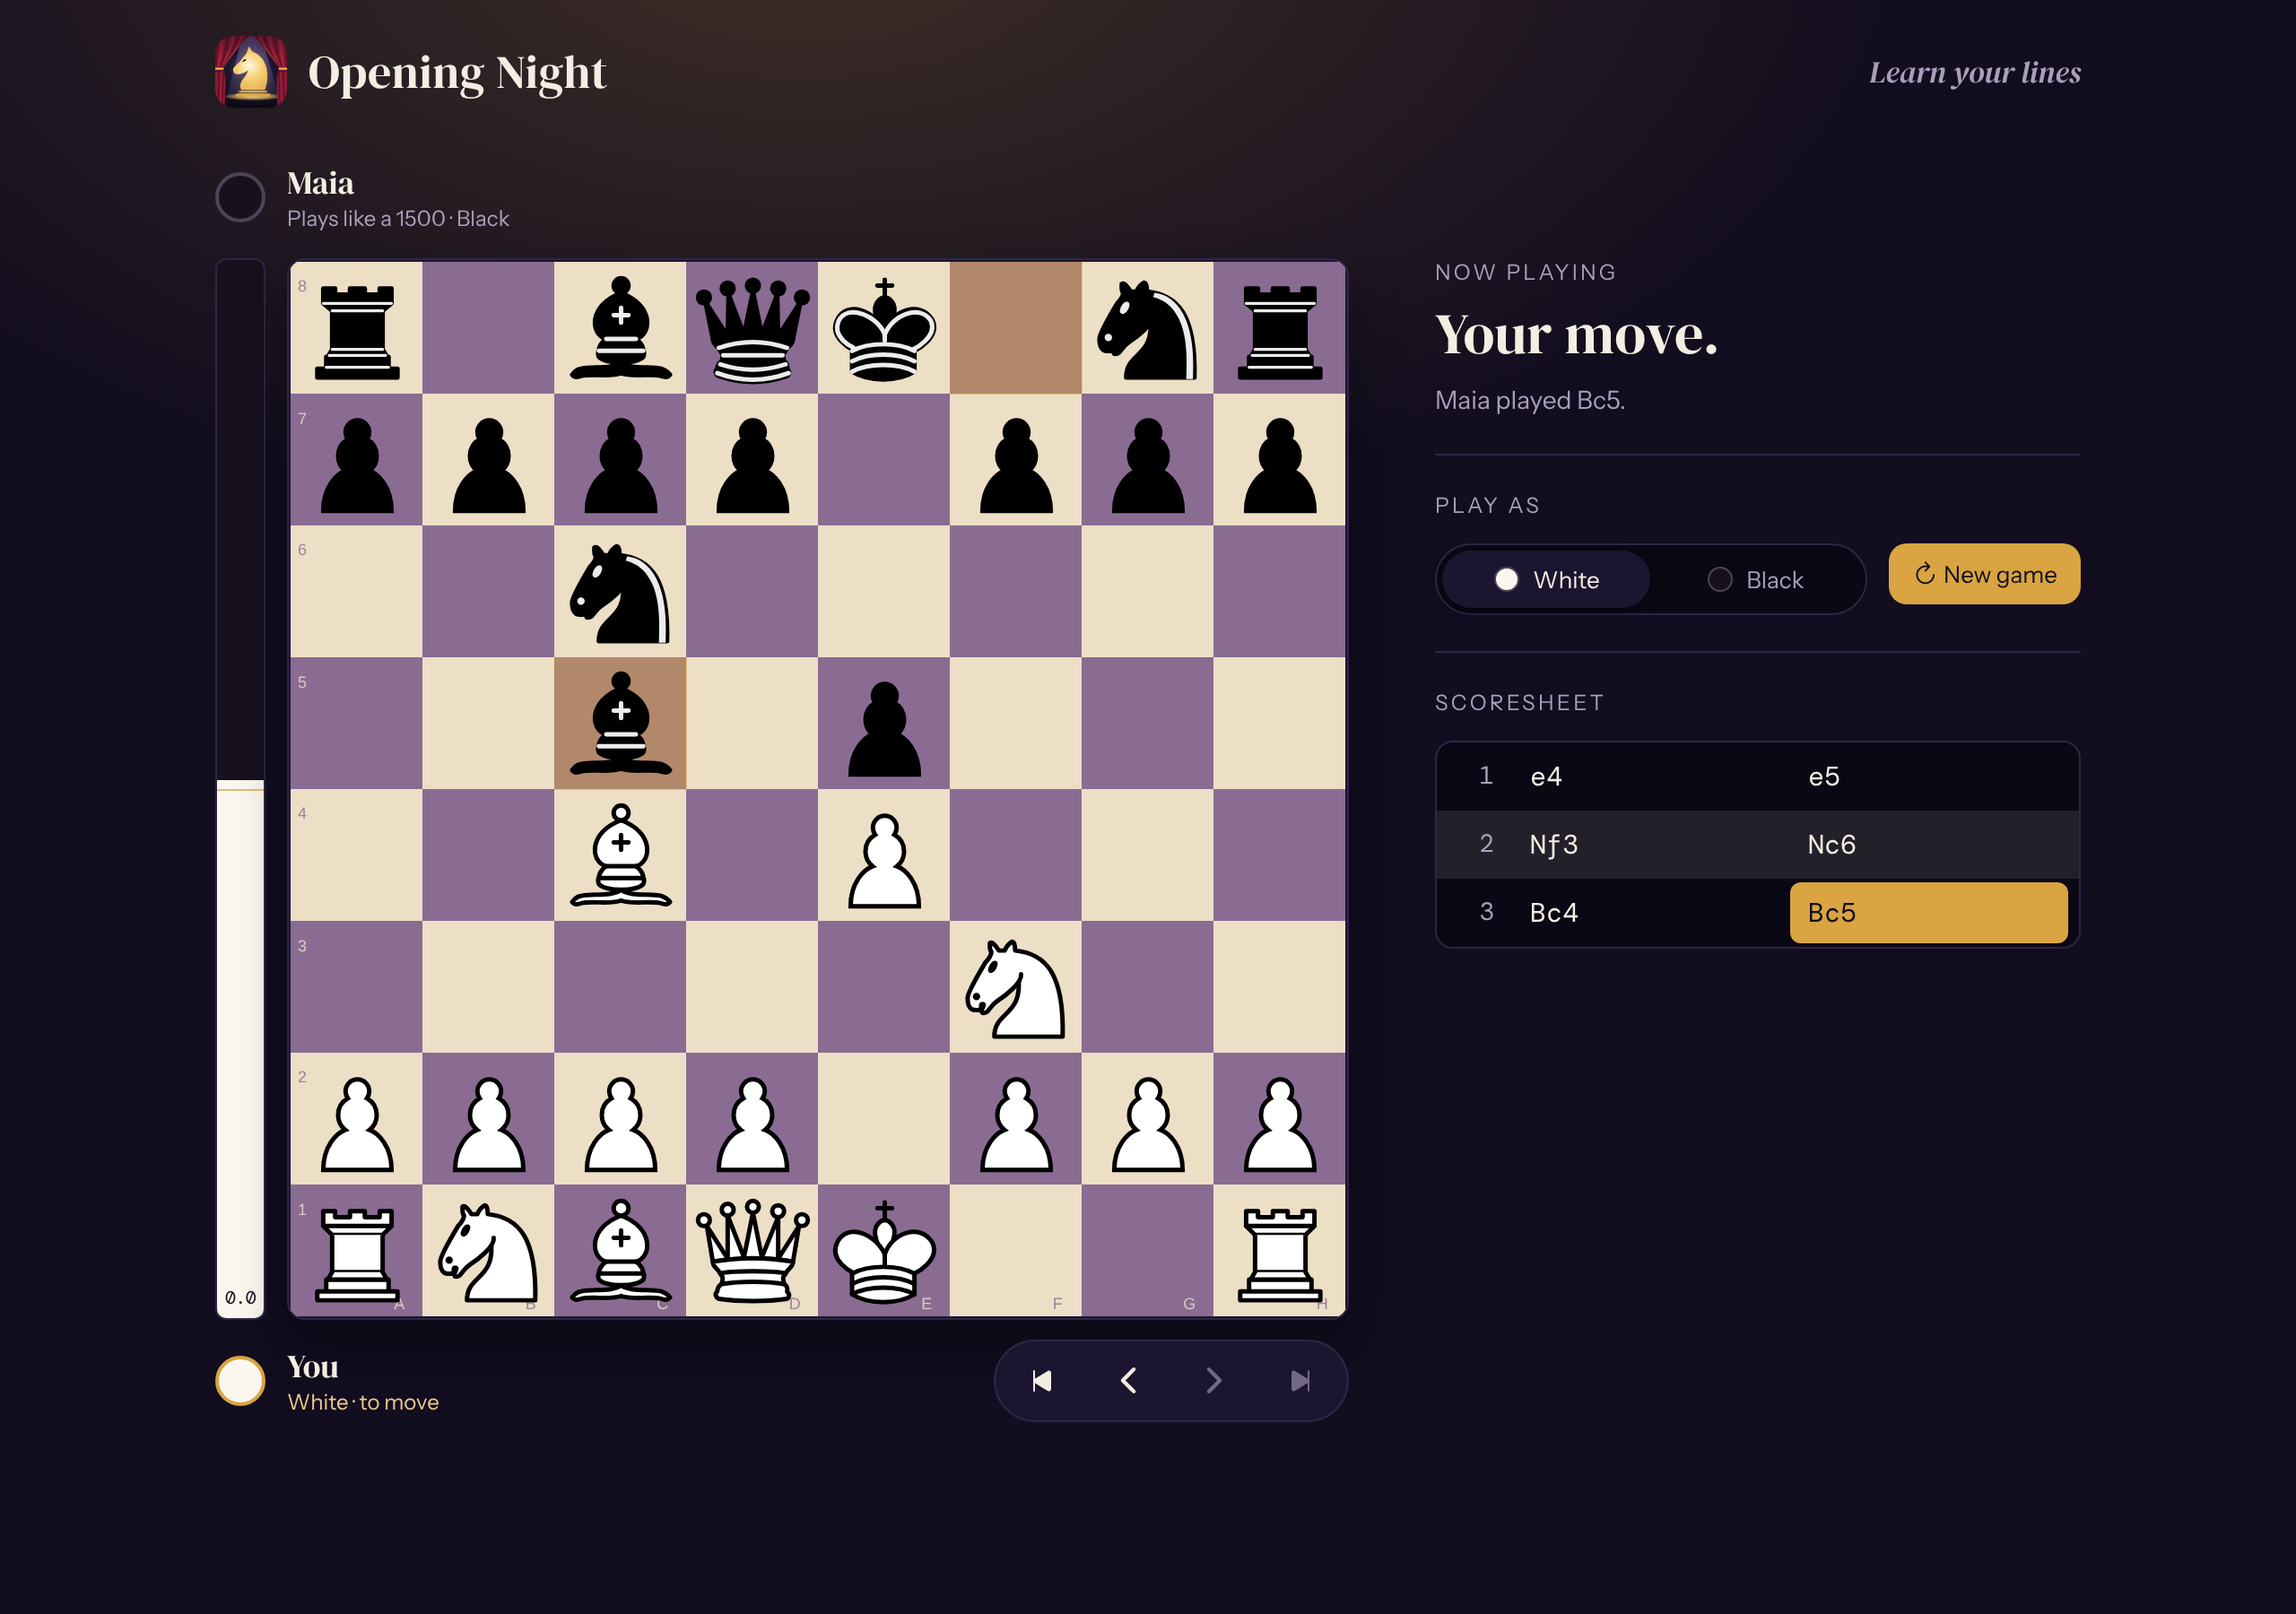 Opening Night
Learn your lines
Maia
Plays like a 1500 · Black
8
7
6
5
4
3
2
1
A B C D E F G H
0.0
You
White · to move
NOW PLAYING
Your move.
Maia played Bc5.
PLAY AS
White Black New game
SCORESHEET
1 e4 e5
2 Nf3 Nc6
3 Bc4 Bc5